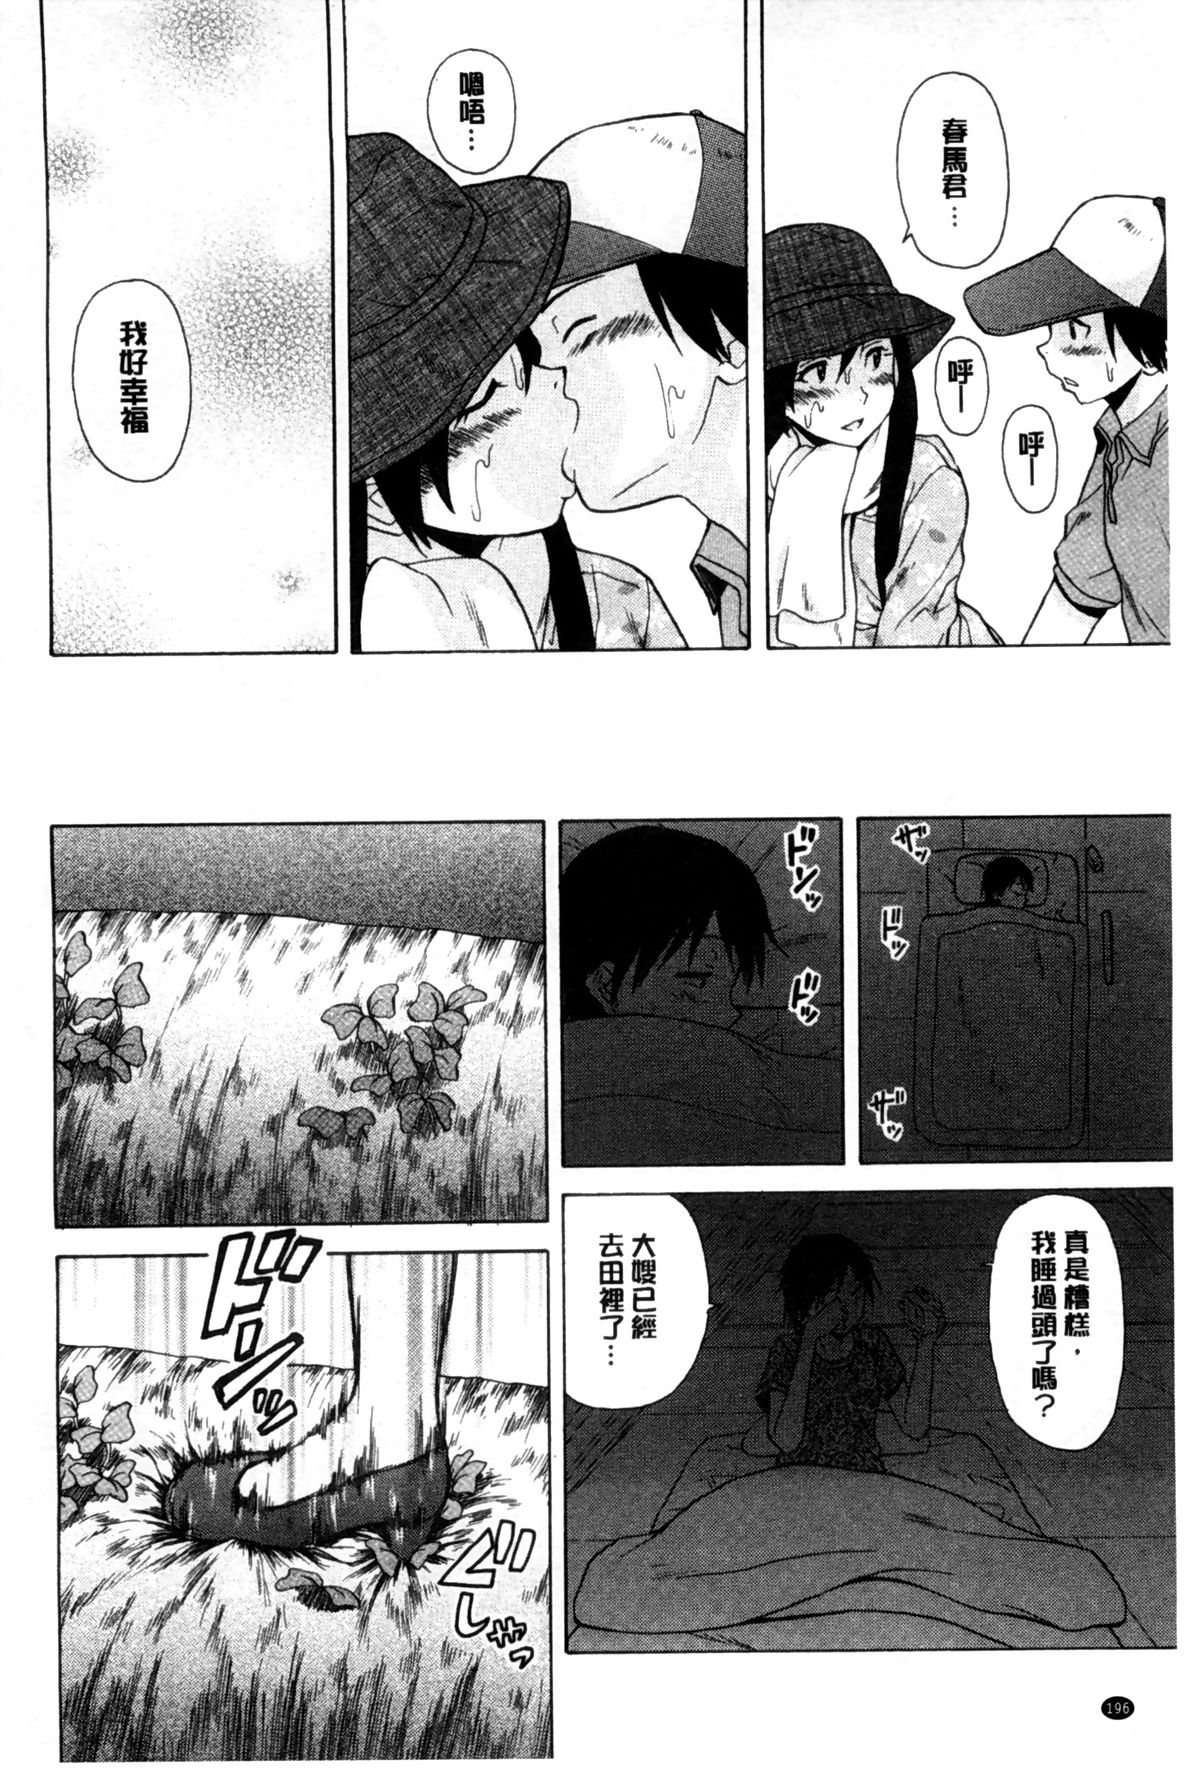 春馬君…
呼ー
呼ー
嗯唔…
我好幸福
ザッ
ドッ
ザッ
ドンッ
ドッ
真是糟糕，
我睡過頭了嗎？
大嫂已經
去田裡了…
ドンッ
ぐしゃっ
196